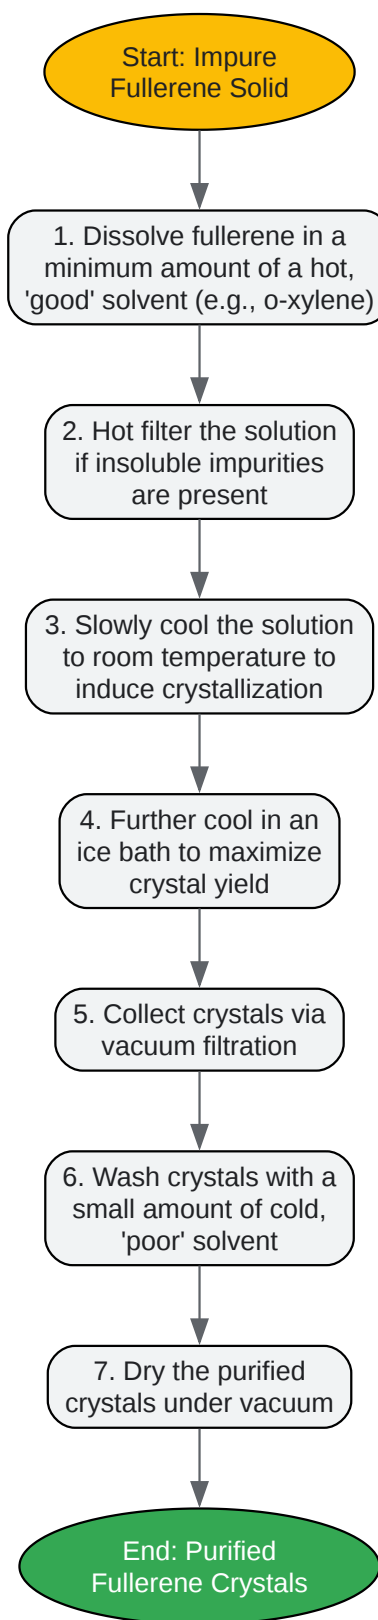 Start: Impure
Fullerene Solid
1. Dissolve fullerene in a
minimum amount of a hot,
'good' solvent (e.g., o-xylene)
2. Hot filter the solution
if insoluble impurities
are present
3. Slowly cool the solution
to room temperature to
induce crystallization
4. Further cool in an
ice bath to maximize
crystal yield
5. Collect crystals via
vacuum filtration
6. Wash crystals with a
small amount of cold,
'poor' solvent
7. Dry the purified
crystals under vacuum
End: Purified
Fullerene Crystals